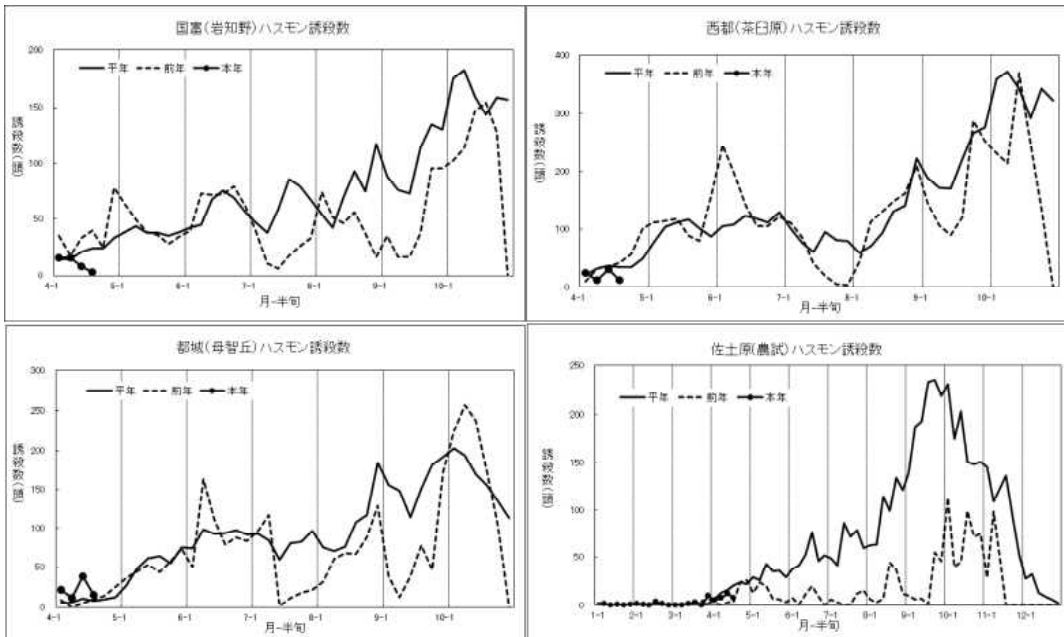 国富(岩知野)ハスモン誘殺数
200
150
100
50
0
誘殺数(頭)
平年 前年 本年
4-1 5-1 6-1 7-1 8-1 9-1 10-1
月-半旬
西都(茶臼原)ハスモン誘殺数
400
300
200
100
0
誘殺数(頭)
平年 前年 本年
4-1 5-1 6-1 7-1 8-1 9-1 10-1
月-半旬
都城(母智丘)ハスモン誘殺数
300
250
200
150
100
50
0
誘殺数(頭)
平年 前年 本年
4-1 5-1 6-1 7-1 8-1 9-1 10-1
月-半旬
佐土原(農試)ハスモン誘殺数
250
200
150
100
50
0
誘殺数(頭)
平年 前年 本年
1-1 2-1 3-1 4-1 5-1 6-1 7-1 8-1 9-1 10-1 11-1 12-1
月-半旬